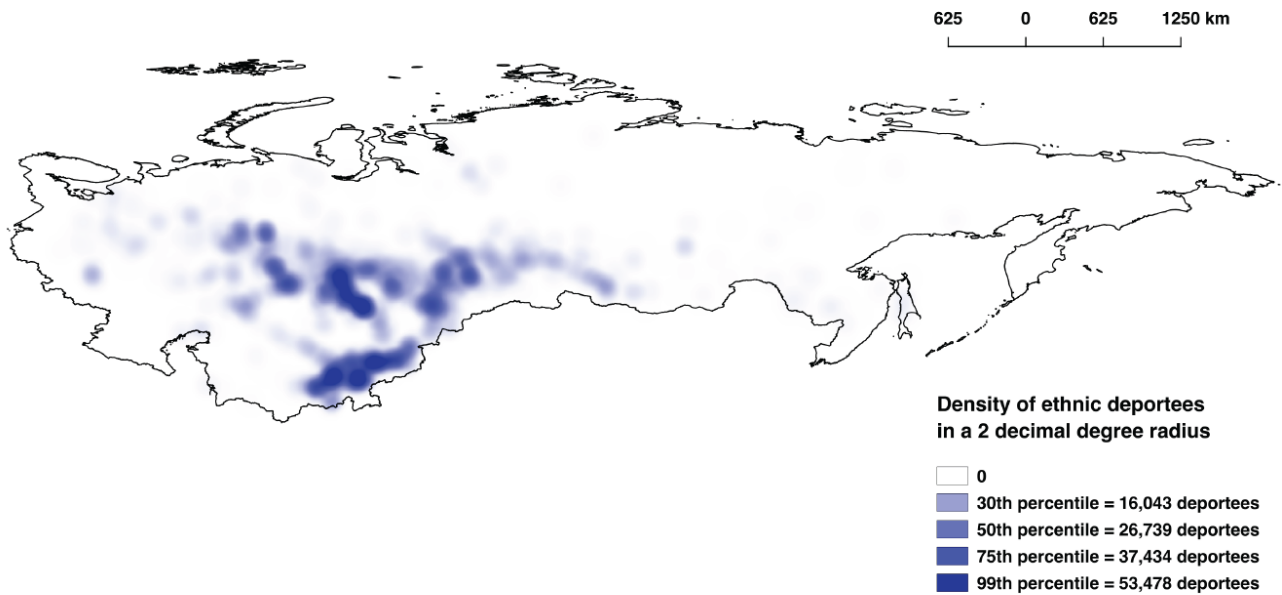 625 0 625 1250 km
Density of ethnic deportees
in a 2 decimal degree radius
0
30th percentile = 16,043 deportees
50th percentile = 26,739 deportees
75th percentile = 37,434 deportees
99th percentile = 53,478 deportees